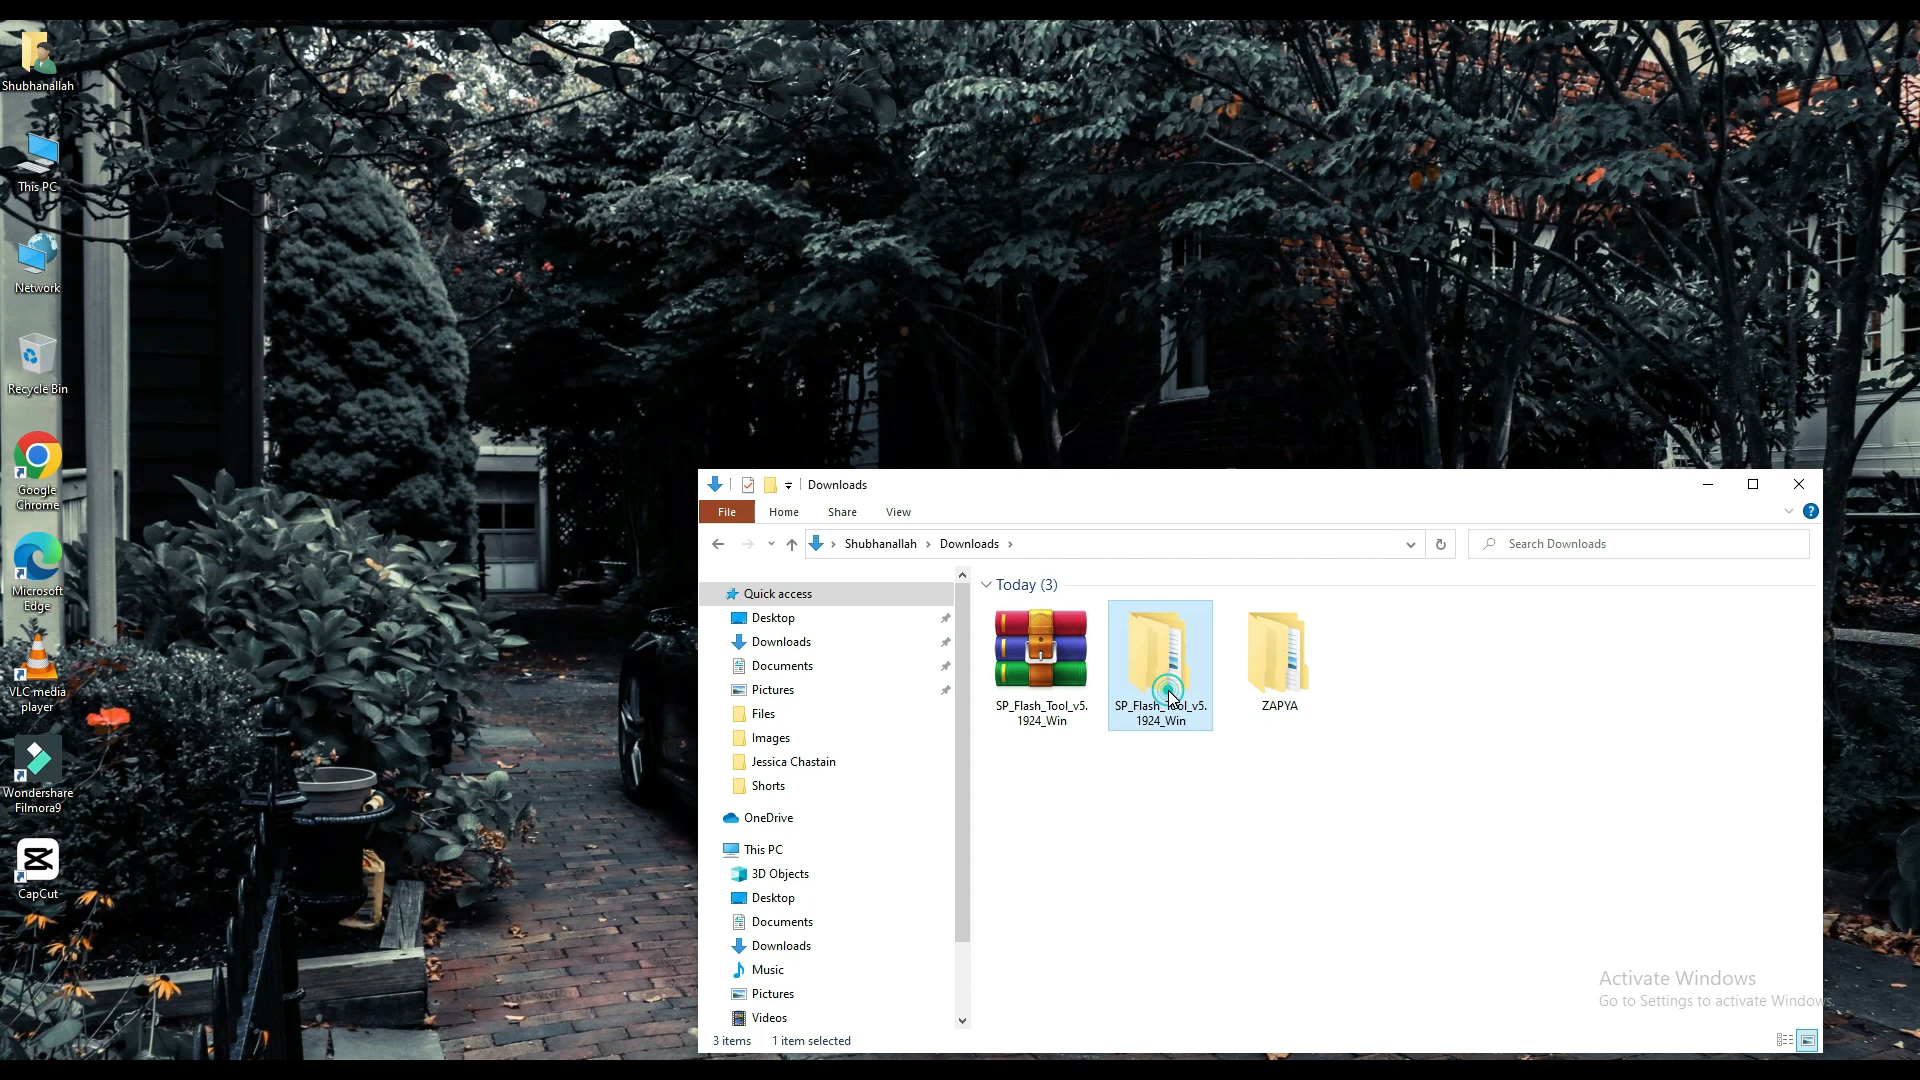 Shubhanallah
This PC
Network
Recycle Bin
Google
Chrome
Microsoft
Edge
VLC media
player
Wondershare
Filmora9
CapCut
Downloads
File
Home
Share
View
Shubhanallah
Downloads
Search Downloads
Quick access
Desktop
Downloads
Documents
Pictures
Files
Images
Jessica Chastain
Shorts
OneDrive
This PC
3D Objects
Desktop
Documents
Downloads
Music
Pictures
Videos
Today (3)
SP_Flash_Tool_v5.
1924_Win
SP_Flash_Tool_v5.
1924_Win
ZAPYA
3 items
1 item selected
Activate Windows
Go to Settings to activate Windows.